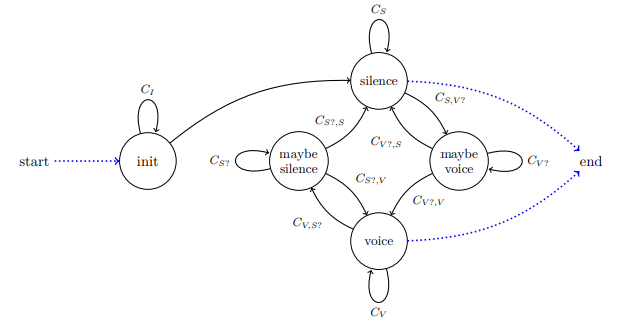 C_S
silence
C_{S,V?}
C_I
C_{S?,S}
C_{V?,S}
start
init
C_{S?}
maybe
silence
maybe
voice
C_{V?}
end
C_{S?,V}
C_{V?,V}
C_{V,S?}
voice
C_V